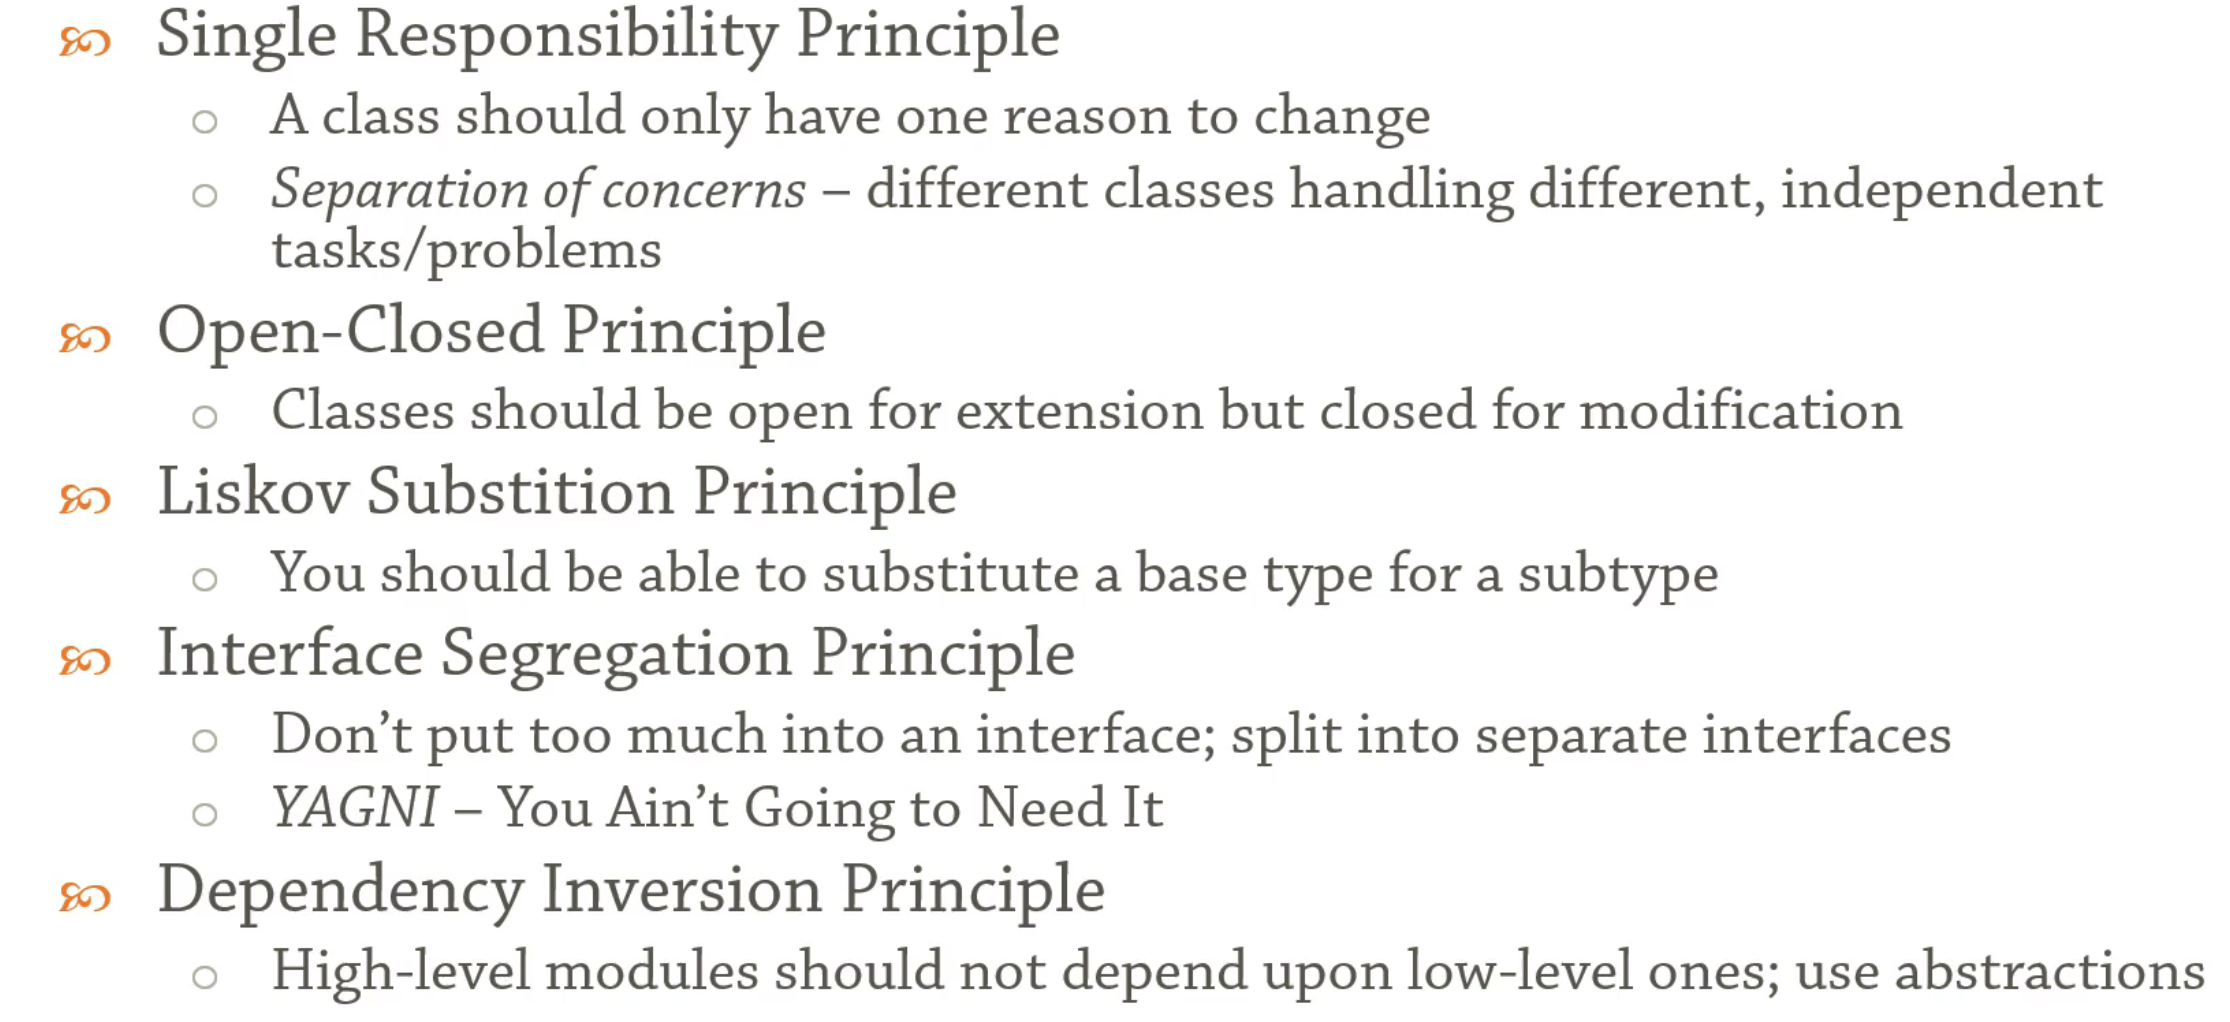 Single Responsibility Principle
A class should only have one reason to change
Separation of concerns – different classes handling different, independent
tasks/problems
Open-Closed Principle
Classes should be open for extension but closed for modification
Liskov Substition Principle
You should be able to substitute a base type for a subtype
Interface Segregation Principle
Don’t put too much into an interface; split into separate interfaces
YAGNI – You Ain’t Going to Need It
Dependency Inversion Principle
High-level modules should not depend upon low-level ones; use abstractions